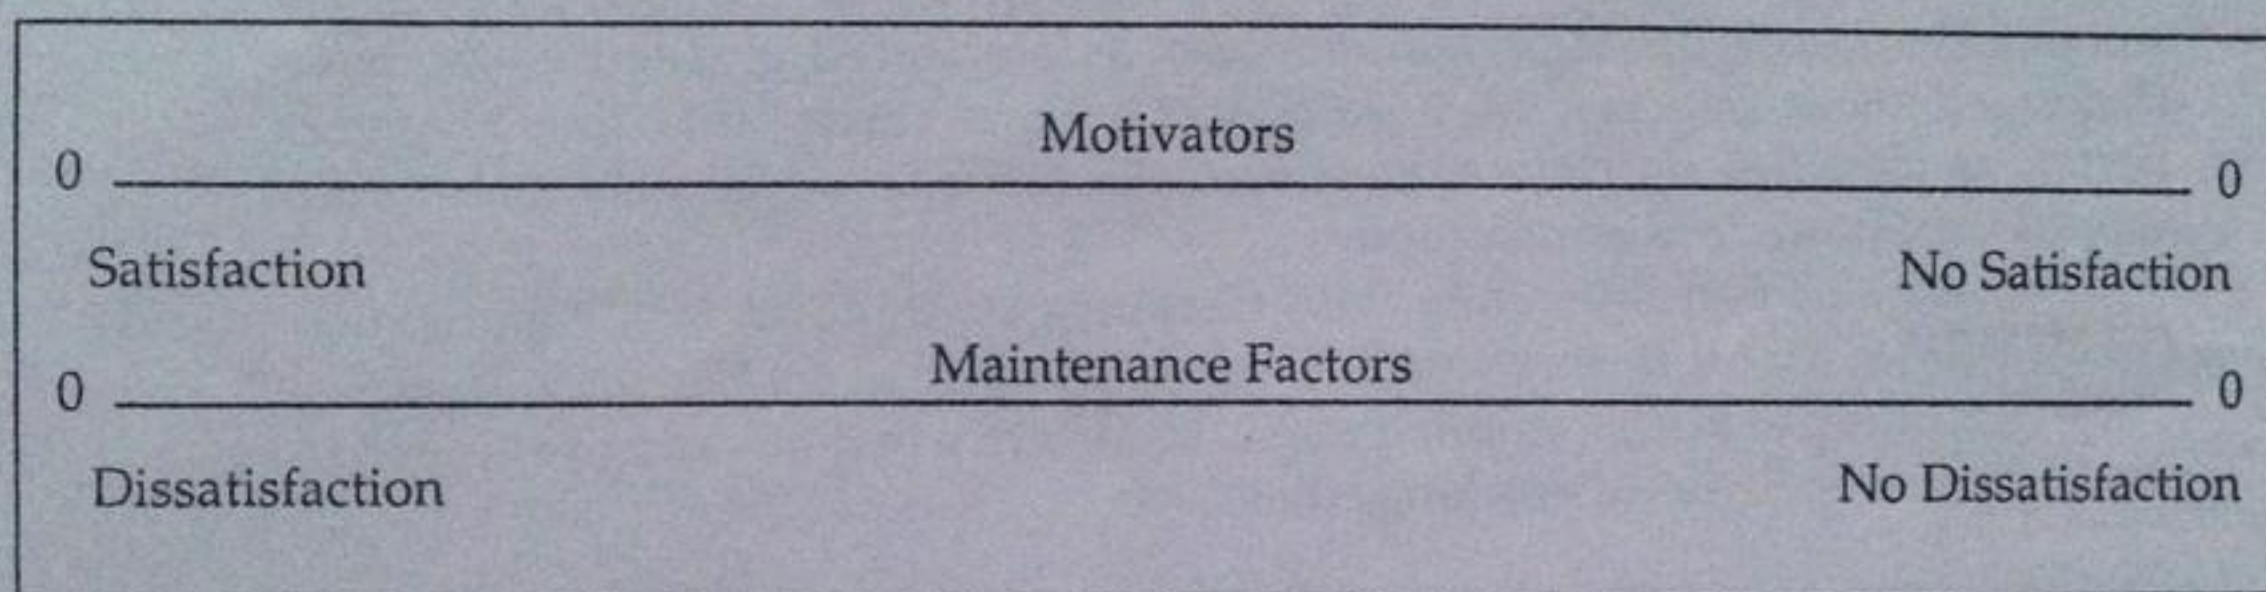 Motivators
0 0
Satisfaction No Satisfaction
Maintenance Factors
0 0
Dissatisfaction No Dissatisfaction